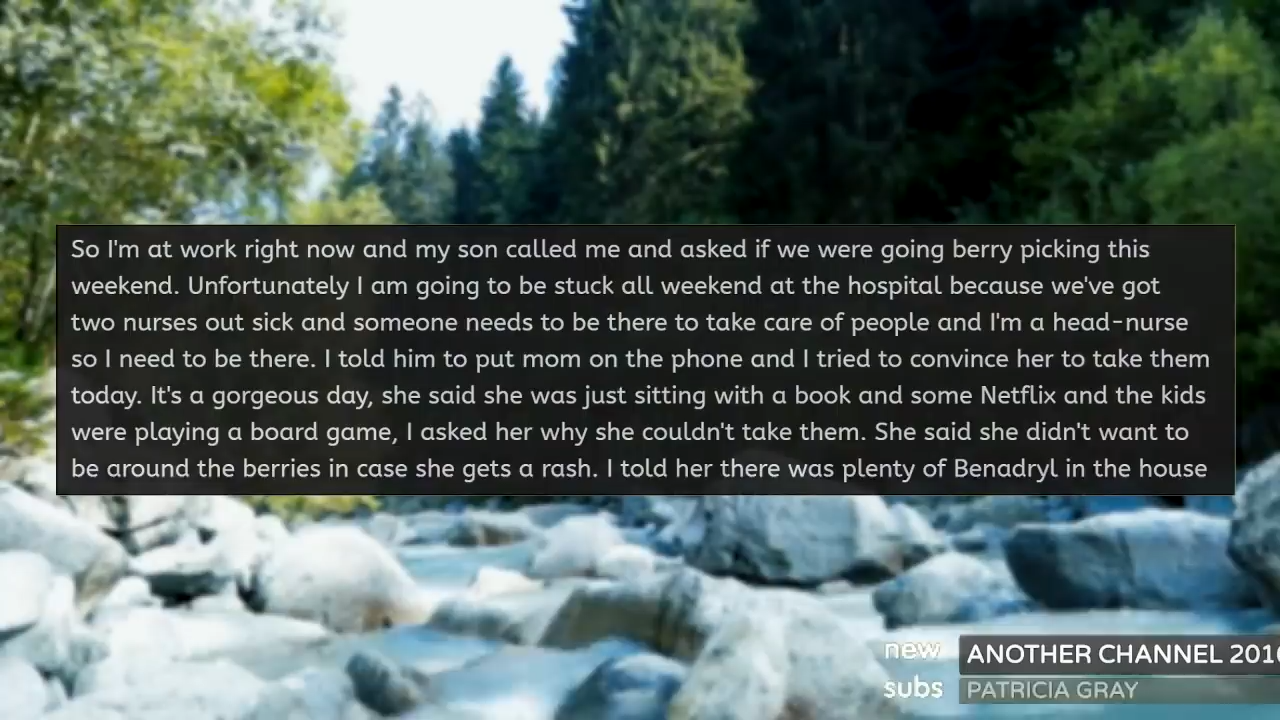 So I'm at work right now and my son called me and asked if we were going berry picking this
weekend. Unfortunately I am going to be stuck all weekend at the hospital because we've got
two nurses out sick and someone needs to be there to take care of people and I'm a head-nurse
so I need to be there. I told him to put mom on the phone and I tried to convince her to take them
today. It's a gorgeous day, she said she was just sitting with a book and some Netflix and the kids
were playing a board game, I asked her why she couldn't take them. She said she didn't want to
be around the berries in case she gets a rash. I told her there was plenty of Benadryl in the house
new
subs
ANOTHER CHANNEL 201
PATRICIA GRAY